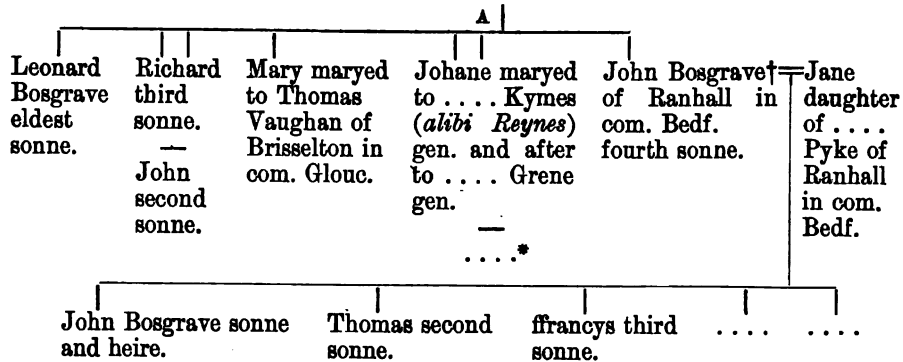 A
Leonard
Bosgrave
eldest
sonne.
Richard
third
sonne.
—
John
second
sonne.
Mary maryed
to Thomas
Vaughan of
Brisselton in
com. Glouc.
Johane maryed
to . . . . Kymes
(alibi Reynes)
gen. and after
to . . . . Grene
gen.
—
. . . .*
John Bosgrave†
of Ranhall in
com. Bedf.
fourth sonne.
Jane
daughter
of . . . .
Pyke of
Ranhall
in com.
Bedf.
John Bosgrave sonne
and heire.
Thomas second
sonne.
ffrancys third
sonne.
. . . .
. . . .